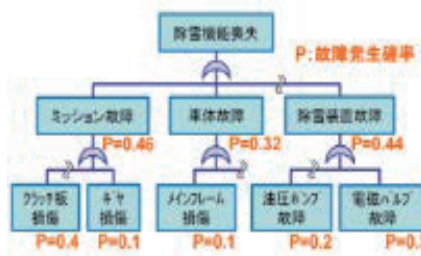 除雪機能喪失
P:故障発生確率
ミッション故障
車体故障
除雪装置故障
P=0.46
P=0.32
P=0.44
クラッチ板
損傷
ギヤ
損傷
メインフレーム
損傷
油圧ポンプ
故障
電磁バルブ
故障
P=0.4
P=0.1
P=0.1
P=0.2